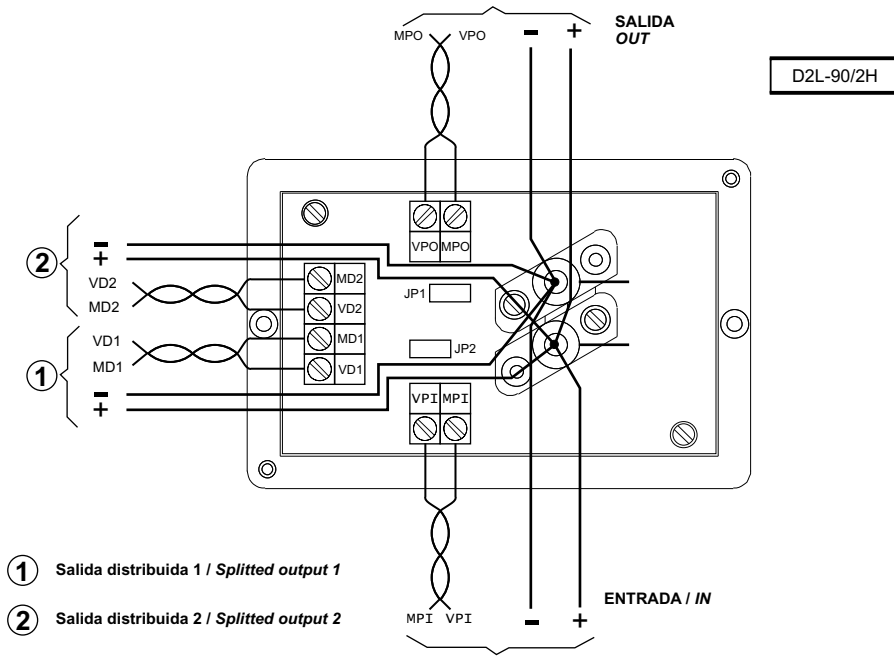 MPO VPO - + SALIDA
OUT
D2L-90/2H
VPO MPO
2
-
+
VD2
MD2
MD2
VD2
MD1
VD1
JP1
JP2
1
VD1
MD1
-
+
VPI MPI
MPI VPI - + ENTRADA / IN
1 Salida distribuida 1 / Splitted output 1
2 Salida distribuida 2 / Splitted output 2